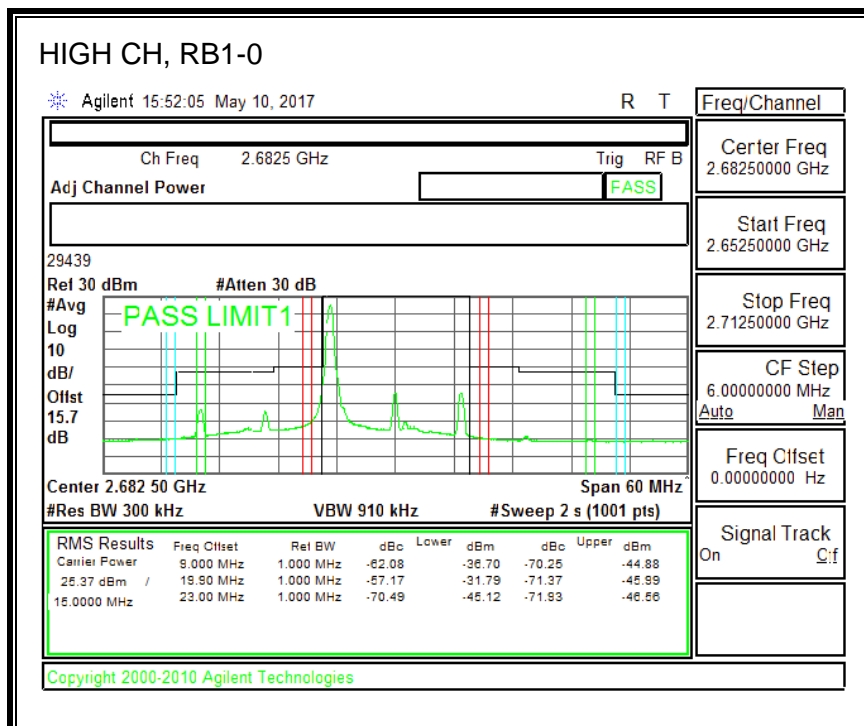 HIGH CH, RB1-0
Agilent 15:52:05 May 10, 2017 R T
Freq/Channel
Ch Freq 2.6825 GHz Trig RF B
Adj Channel Power
PASS
Center Freq
2.68250000 GHz
Start Freq
2.65250000 GHz
Stop Freq
2.71250000 GHz
CF Step
6.00000000 MHz
Auto Man
Freq Offset
0.00000000 Hz
Signal Track
On Off
29439
Ref 30 dBm #Atten 30 dB
#Avg
Log
10
dB/
Offst
15.7
dB
PASS LIMIT1
Center 2.682 50 GHz Span 60 MHz
#Res BW 300 kHz VBW 910 kHz #Sweep 2 s (1001 pts)
RMS Results Freq Offset Ref BW dBc Lower dBm dBc Upper dBm
Carrier Power 9.000 MHz 1.000 MHz -62.08 -36.70 -70.25 -44.88
25.37 dBm / 19.90 MHz 1.000 MHz -57.17 -31.79 -71.37 -45.99
15.0000 MHz 23.00 MHz 1.000 MHz -70.49 -45.12 -71.93 -46.56
Copyright 2000-2010 Agilent Technologies